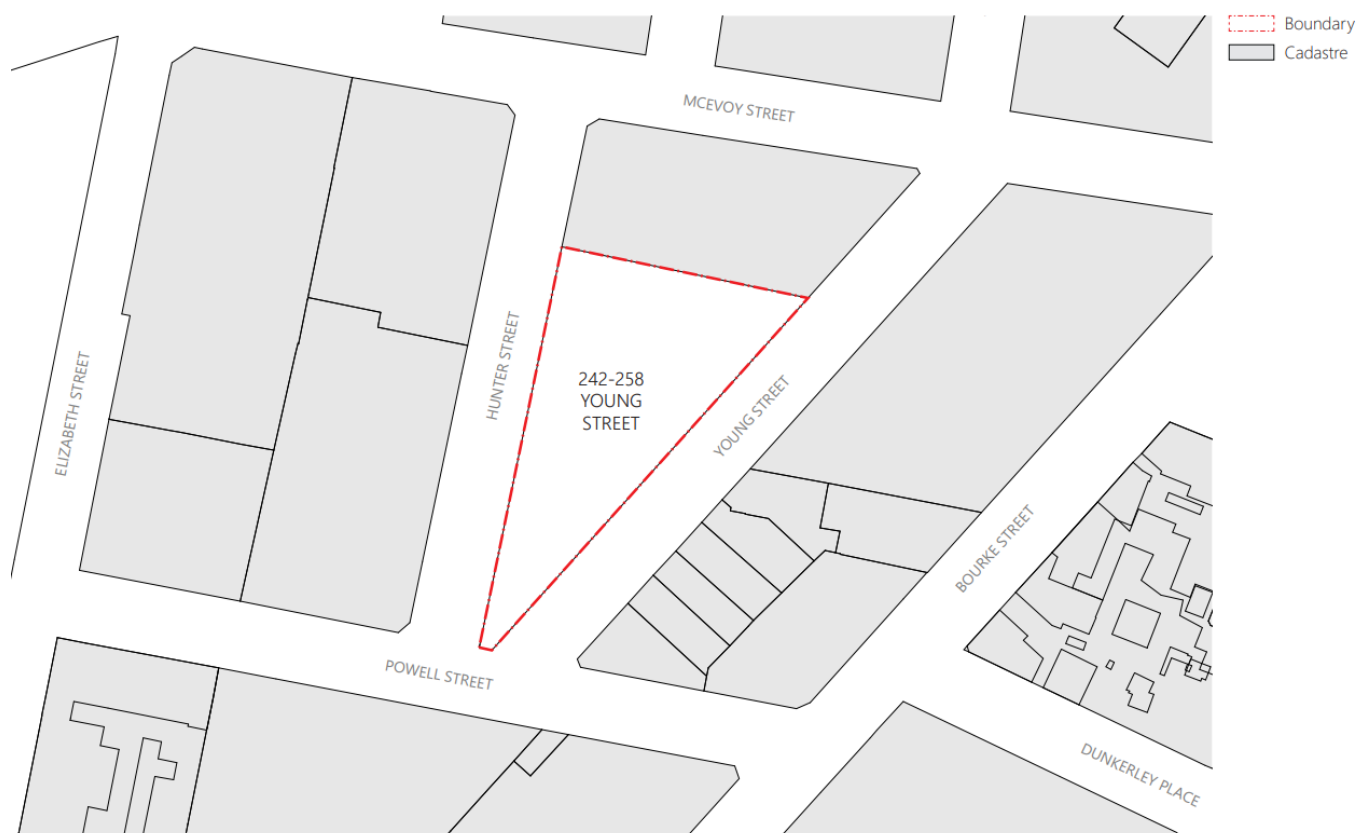 Boundary
Cadastre
MCEVOY STREET
HUNTER STREET
242-258
YOUNG
STREET
YOUNG STREET
ELIZABETH STREET
BOURKE STREET
POWELL STREET
DUNKERLEY PLACE